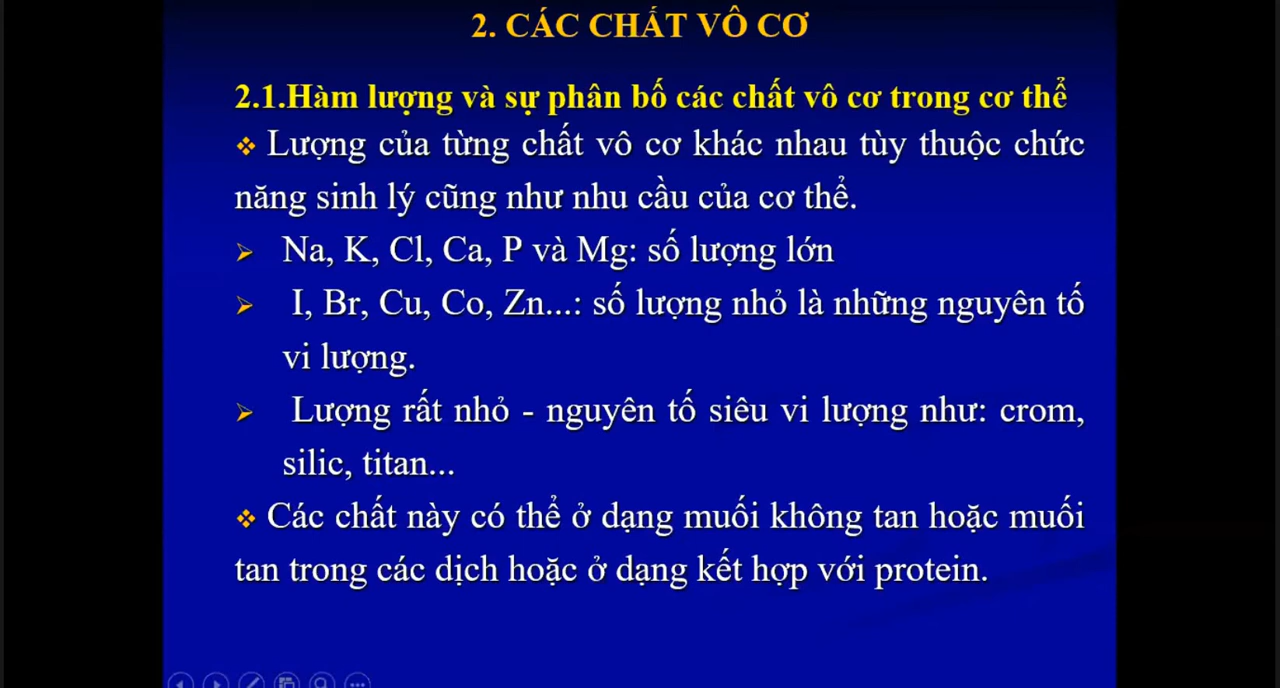 2. CÁC CHẤT VÔ CƠ
2.1.Hàm lượng và sự phân bố các chất vô cơ trong cơ thể
❖ Lượng của từng chất vô cơ khác nhau tùy thuộc chức
năng sinh lý cũng như nhu cầu của cơ thể.
➢ Na, K, Cl, Ca, P và Mg: số lượng lớn
➢ I, Br, Cu, Co, Zn...: số lượng nhỏ là những nguyên tố
vi lượng.
➢ Lượng rất nhỏ - nguyên tố siêu vi lượng như: crom,
silic, titan...
❖ Các chất này có thể ở dạng muối không tan hoặc muối
tan trong các dịch hoặc ở dạng kết hợp với protein.